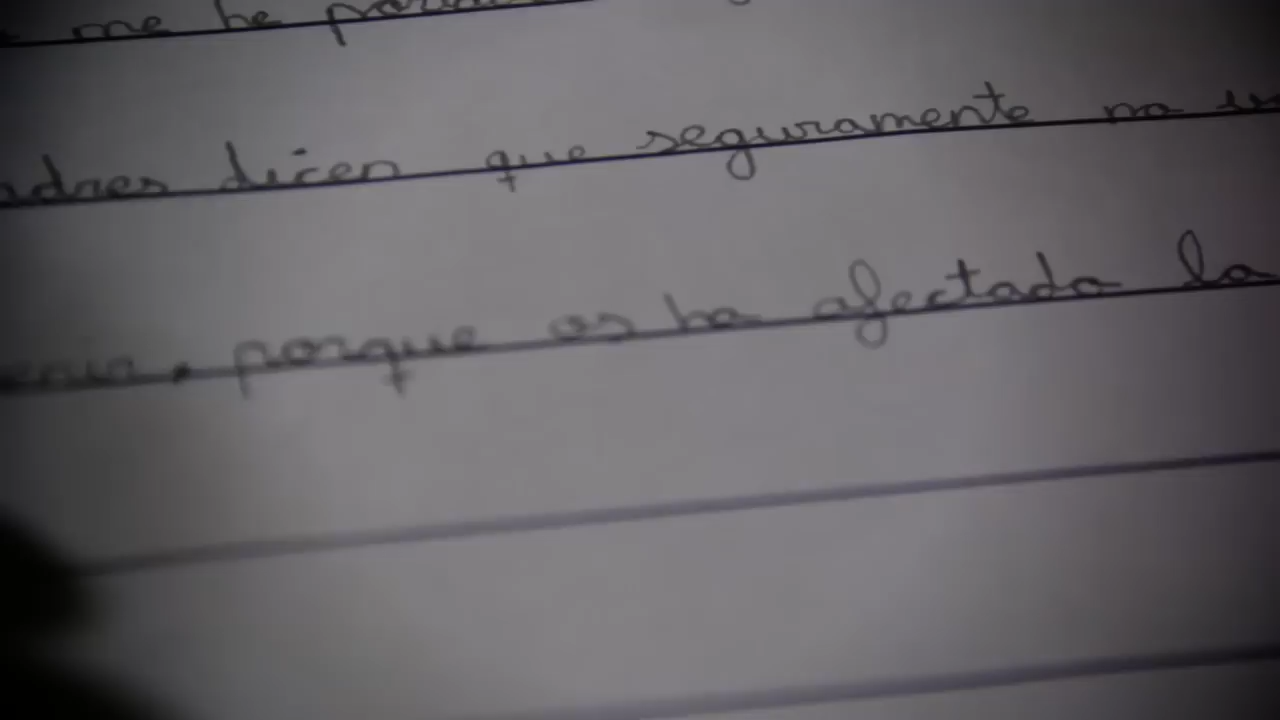 me he
dicen que seguramente no
porque os ha afectado la